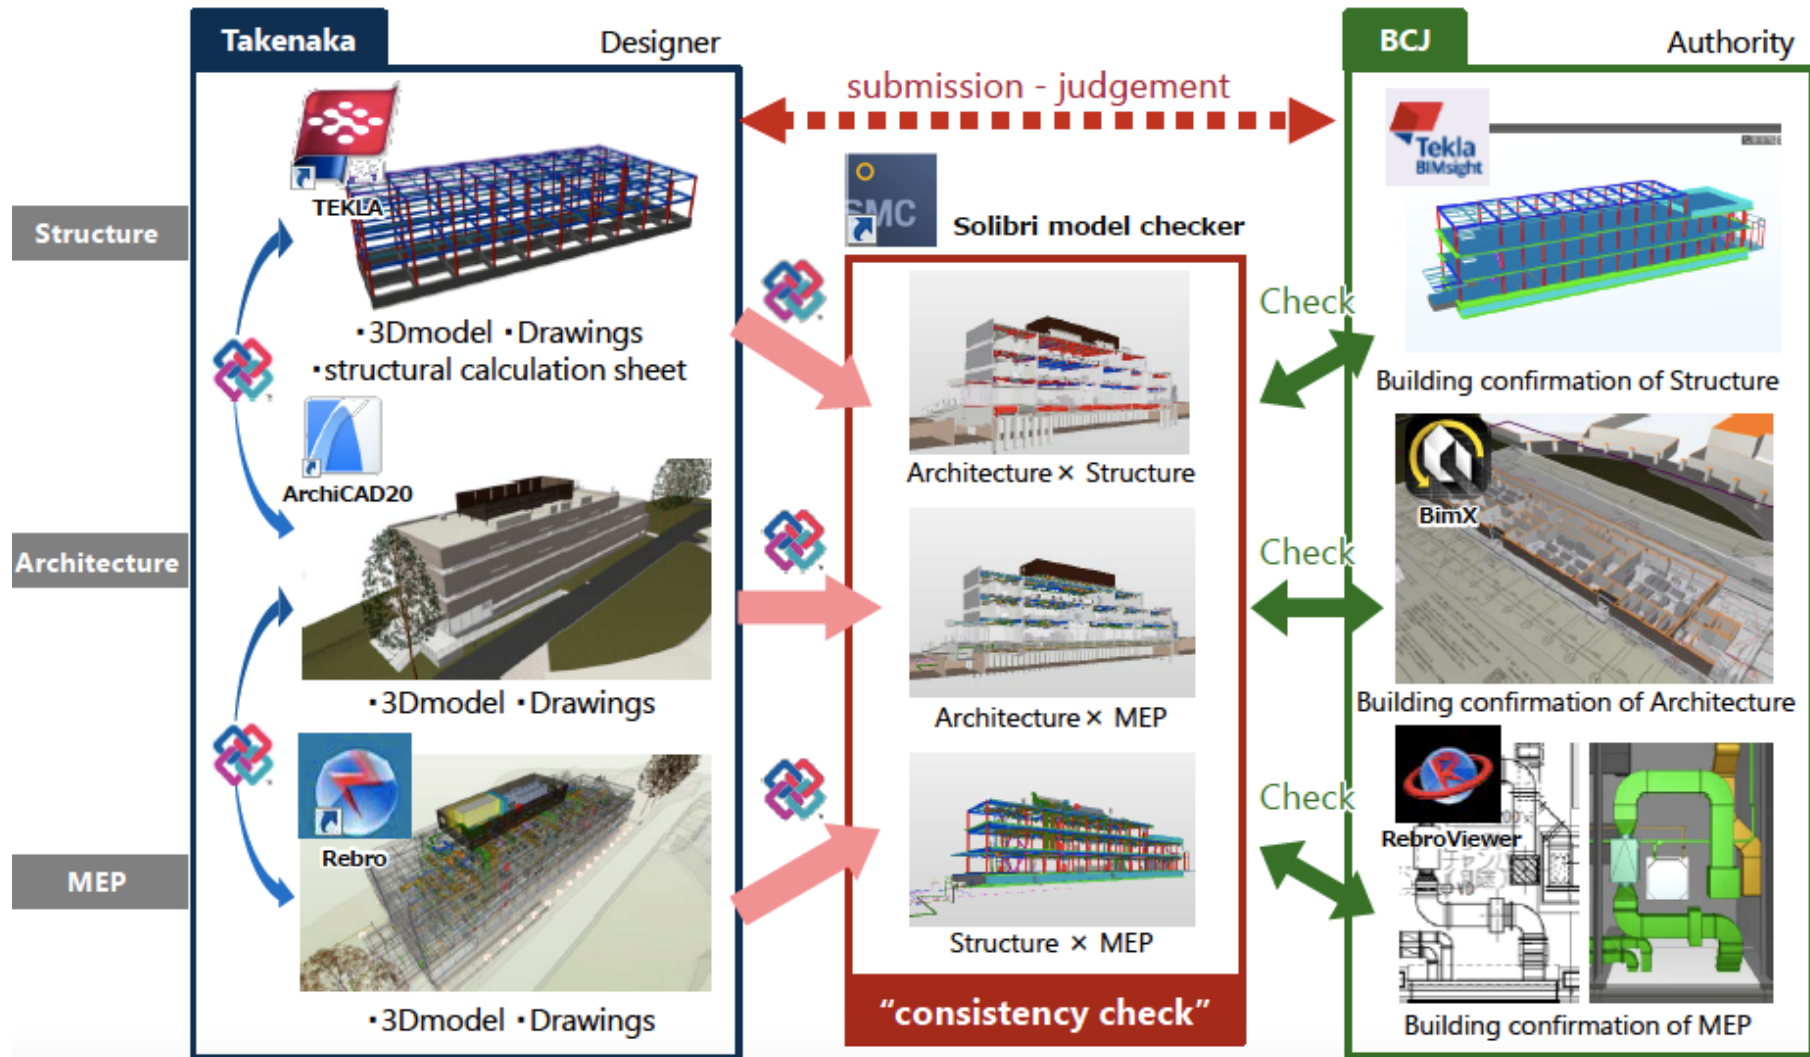 Takenaka
Designer
BCJ
Authority
submission - judgement
Structure
Architecture
MEP
TEKLA
・3Dmodel ・Drawings
・structural calculation sheet
ArchiCAD20
・3Dmodel ・Drawings
Rebro
・3Dmodel ・Drawings
SMC
Solibri model checker
Architecture × Structure
Architecture × MEP
Structure × MEP
“consistency check”
Check
Check
Check
Tekla
BIMsight
Building confirmation of Structure
BimX
Building confirmation of Architecture
RebroViewer
Building confirmation of MEP